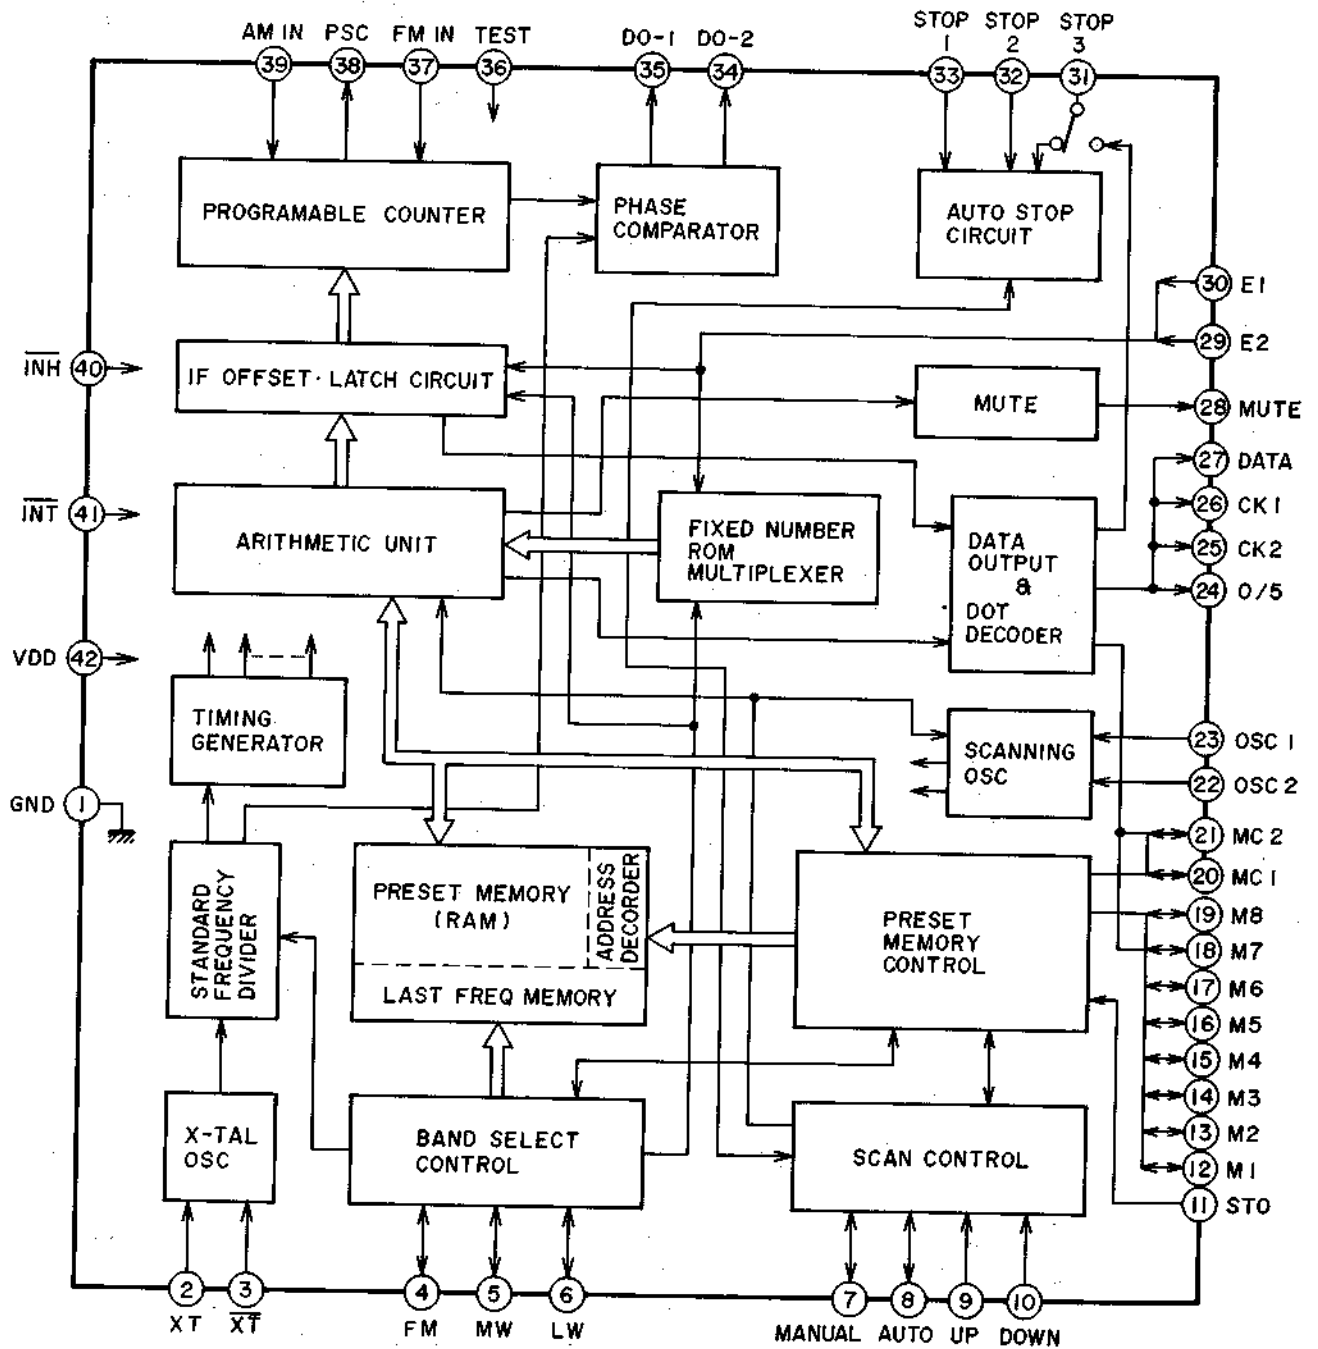 AM IN PSC FM IN TEST DO-1 DO-2 STOP 1 STOP 2 STOP 3
39 38 37 36 35 34 33 32 31
PROGRAMABLE COUNTER
PHASE
COMPARATOR
AUTO STOP
CIRCUIT
30 E1
29 E2
INH 40
IF OFFSET·LATCH CIRCUIT
MUTE
28 MUTE
27 DATA
26 CK1
25 CK2
24 0/5
INT 41
ARITHMETIC UNIT
FIXED NUMBER
ROM
MULTIPLEXER
DATA
OUTPUT
&
DOT
DECODER
VDD 42
TIMING
GENERATOR
SCANNING
OSC
23 OSC 1
22 OSC 2
GND 1
21 MC 2
20 MC 1
19 M8
18 M7
17 M6
16 M5
15 M4
14 M3
13 M2
12 M1
11 STO
STANDARD
FREQUENCY
DIVIDER
PRESET MEMORY
(RAM)
ADDRESS
DECORDER
LAST FREQ MEMORY
PRESET
MEMORY
CONTROL
X-TAL
OSC
BAND SELECT
CONTROL
SCAN CONTROL
2 3 4 5 6 7 8 9 10
XT XT FM MW LW MANUAL AUTO UP DOWN